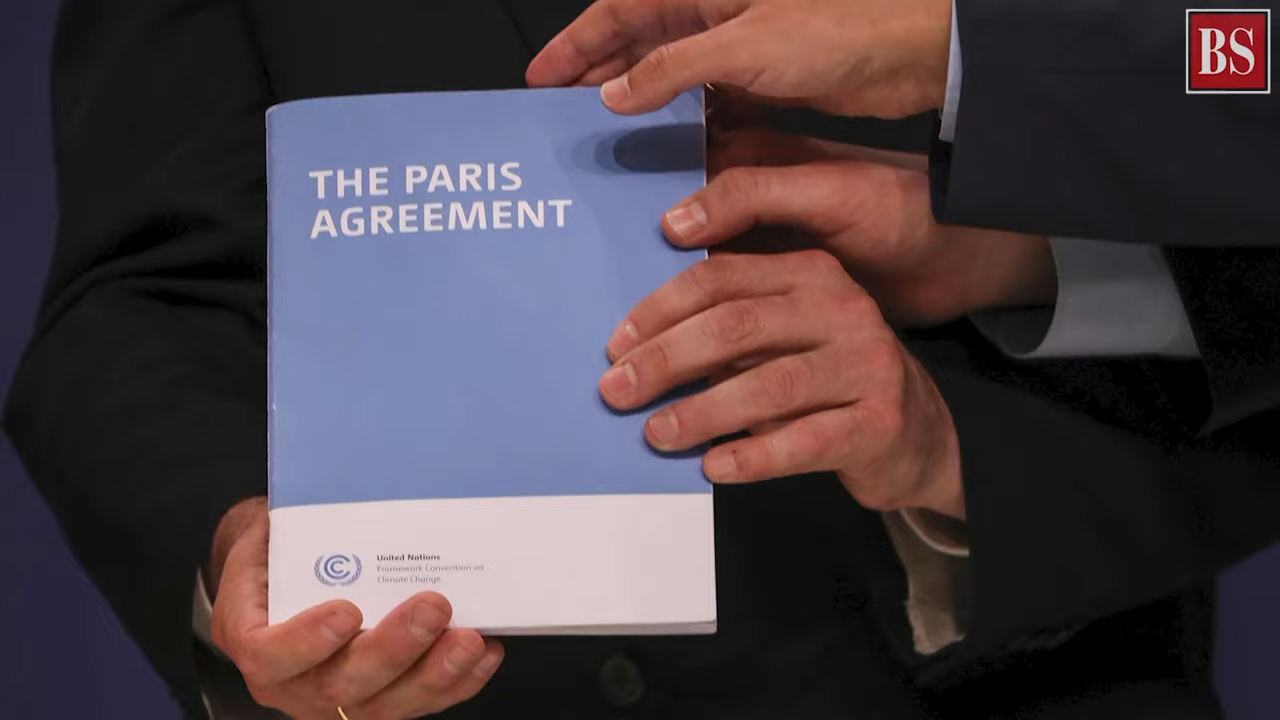 BS
THE PARIS
AGREEMENT
United Nations
Framework Convention on
Climate Change